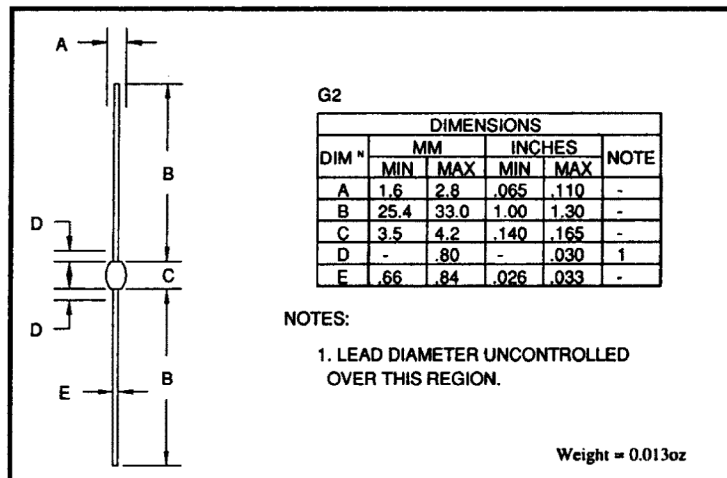 A
G2
DIMENSIONS
DIM N MM INCHES NOTE
MIN MAX MIN MAX
A 1.6 2.8 .065 .110 -
B 25.4 33.0 1.00 1.30 -
C 3.5 4.2 .140 .165 -
D - .80 - .030 1
E .66 .84 .026 .033 -
B
D
C
D
E
B
NOTES:
1. LEAD DIAMETER UNCONTROLLED
OVER THIS REGION.
Weight = 0.013oz